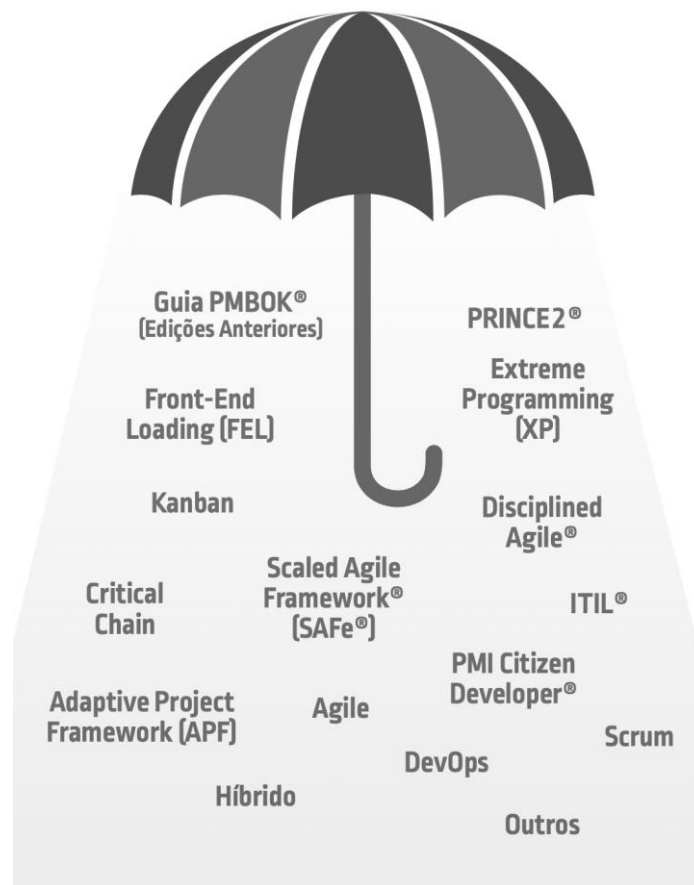 Guia PMBOK®
(Edições Anteriores)
PRINCE2®
Front-End
Loading (FEL)
Extreme
Programming
(XP)
Kanban
Disciplined
Agile®
Critical
Chain
Scaled Agile
Framework®
(SAFe®)
ITIL®
PMI Citizen
Developer®
Adaptive Project
Framework (APF)
Agile
Scrum
DevOps
Híbrido
Outros